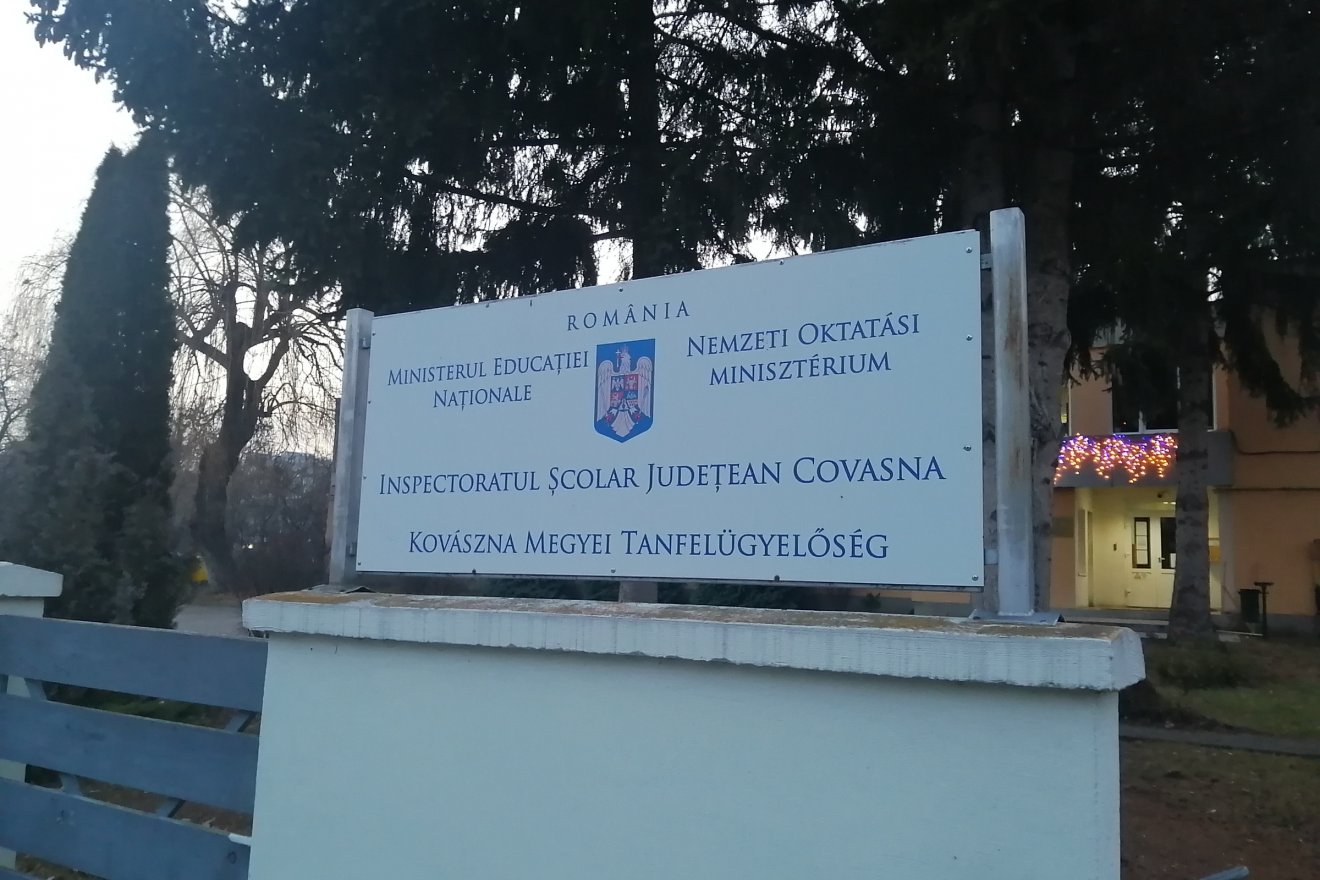 ROMÂNIA
MINISTERUL EDUCAȚIEI
NAȚIONALE
NEMZETI OKTATÁSI
MINISZTÉRIUM
INSPECTORATUL ȘCOLAR JUDEȚEAN COVASNA
KOVÁSZNA MEGYEI TANFELÜGYELŐSÉG